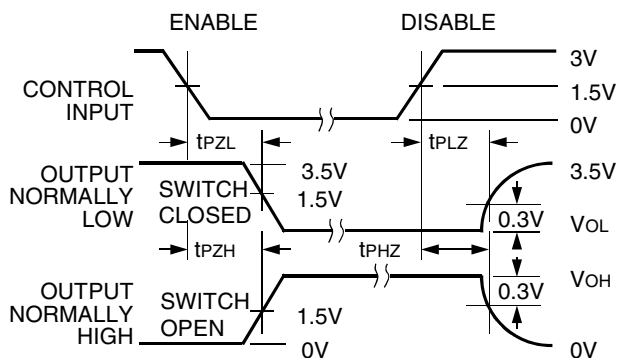 ENABLE
DISABLE
CONTROL
INPUT
3V
1.5V
0V
tPZL
tPLZ
OUTPUT
NORMALLY
LOW
SWITCH
CLOSED
3.5V
1.5V
3.5V
0.3V
VOL
tPZH
tPHZ
OUTPUT
NORMALLY
HIGH
SWITCH
OPEN
1.5V
0V
0.3V
VOH
0V